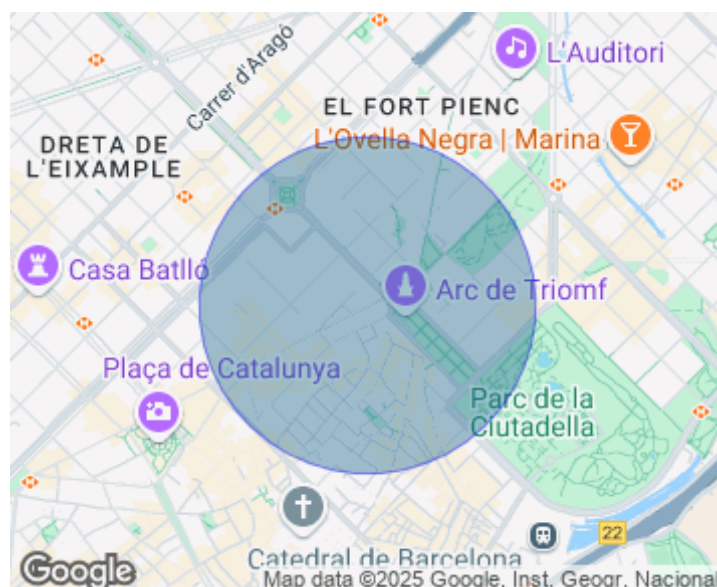 Carrer d'Aragó
L'Auditori
EL FORT PIENC
L'Ovella Negra | Marina
DRETA DE
L'EIXAMPLE
Casa Batlló
Arc de Triomf
Plaça de Catalunya
Parc de la
Ciutadella
22
Catedral de Barcelona
Google
Map data ©2025 Google, Inst. Geogr. Nacional